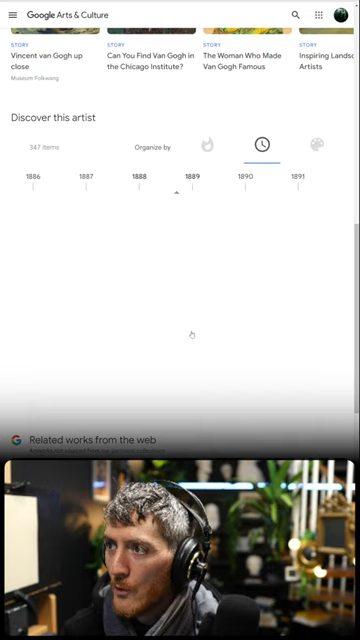 Google Arts & Culture
STORY
Vincent van Gogh up close
Museum Folkwang
STORY
Can You Find Van Gogh in the Chicago Institute?
STORY
The Woman Who Made Van Gogh Famous
STORY
Inspiring
Artists
Discover this artist
347 items
Organize by
1886 1887 1888 1889 1890 1891
Related works from the web